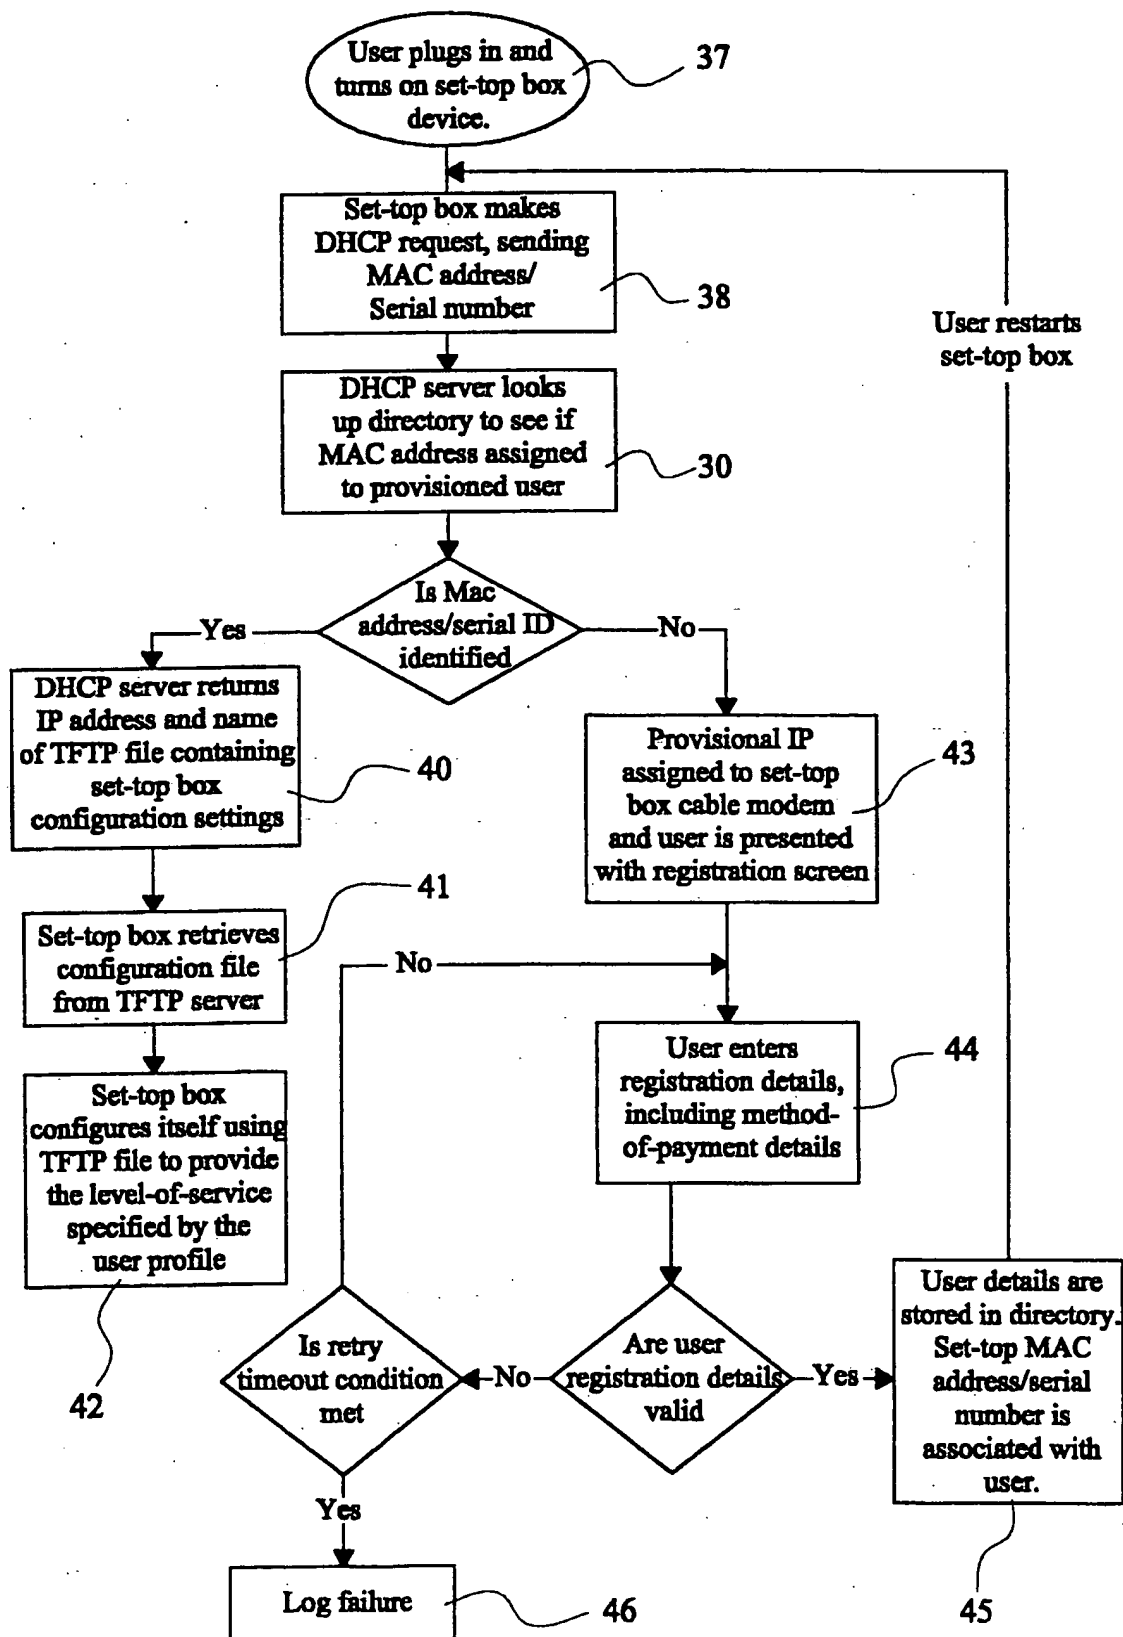 User plugs in and
turns on set-top box
device.
37
Set-top box makes
DHCP request, sending
MAC address/
Serial number
38
User restarts
set-top box
DHCP server looks
up directory to see if
MAC address assigned
to provisioned user
30
Is Mac
address/serial ID
identified
Yes
No
DHCP server returns
IP address and name
of TFTP file containing
set-top box
configuration settings
40
Provisional IP
assigned to set-top
box cable modem
and user is presented
with registration screen
43
Set-top box retrieves
configuration file
from TFTP server
41
No
User enters
registration details,
including method-
of-payment details
44
Set-top box
configures itself using
TFTP file to provide
the level-of-service
specified by the
user profile
42
Is retry
timeout condition
met
No
Are user
registration details
valid
Yes
User details are
stored in directory.
Set-top MAC
address/serial
number is
associated with
user.
45
Yes
Log failure
46